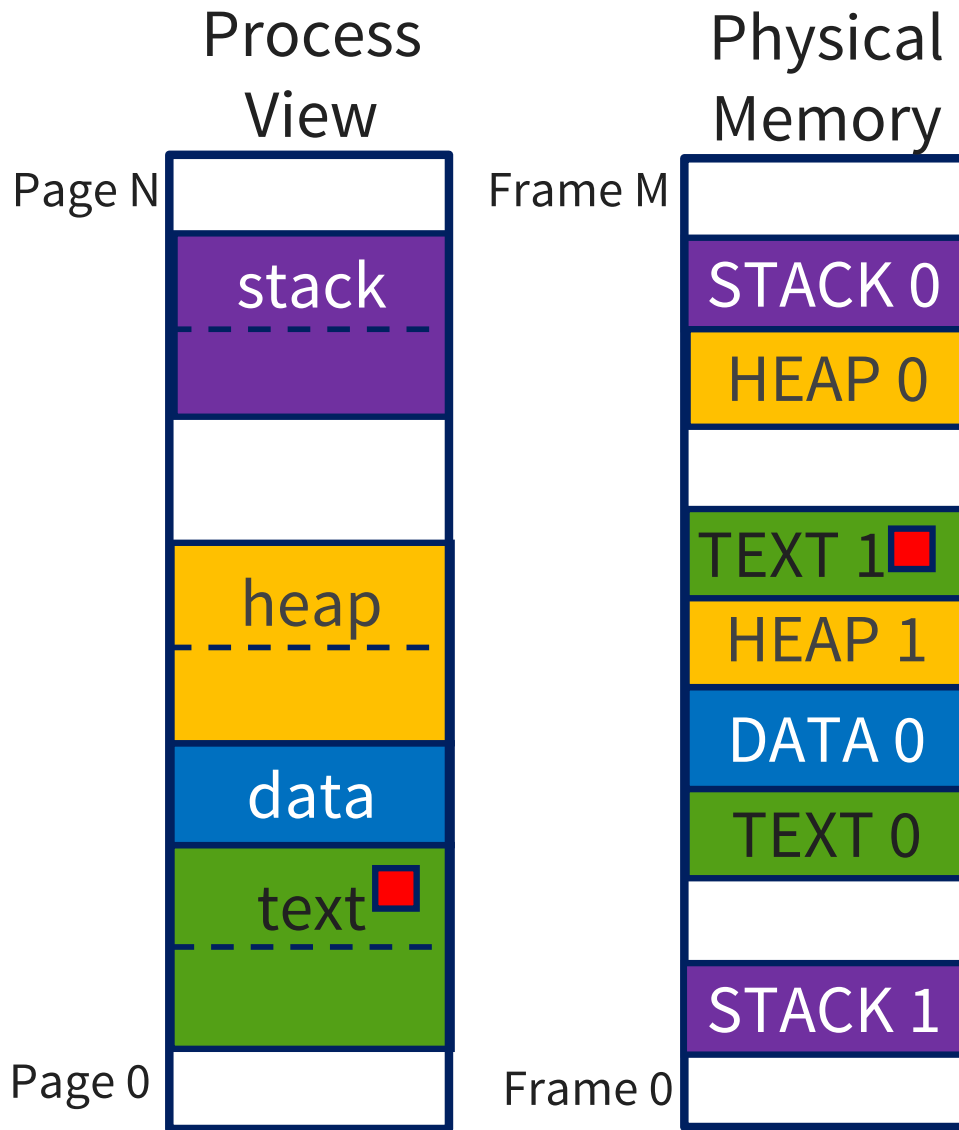 Process
View
Page N
stack
heap
data
text
Page 0
Physical
Memory
Frame M
STACK 0
HEAP 0
TEXT 1
HEAP 1
DATA 0
TEXT 0
STACK 1
Frame 0